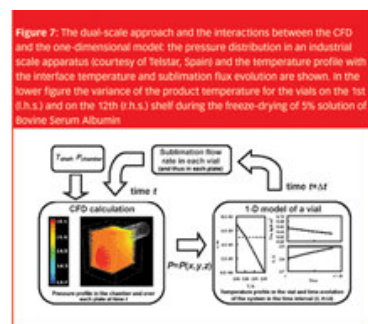 Figure 7: The dual-scale approach and the interactions between the CFD
and the one-dimensional model: the pressure distribution in an industrial
scale apparatus (courtesy of Telstar, Spain) and the temperature profile with
the interface temperature and sublimation flux evolution are shown. In the
lower figure the variance of the product temperature for the vials on the 1st
(l.h.s.) and on the 12th (r.h.s.) shelf during the freeze-drying of 5% solution of
Bovine Serum Albumin
Sublimation flow
rate in each vial
(and thus in each plate)
time t
time t+Δt
CFD calculation
1-D model of a vial
P=P(x, y, z)
Pressure profile in the chamber and over
each plate at time t
Temperature profile in the vial and time evolution
of the system in the time interval